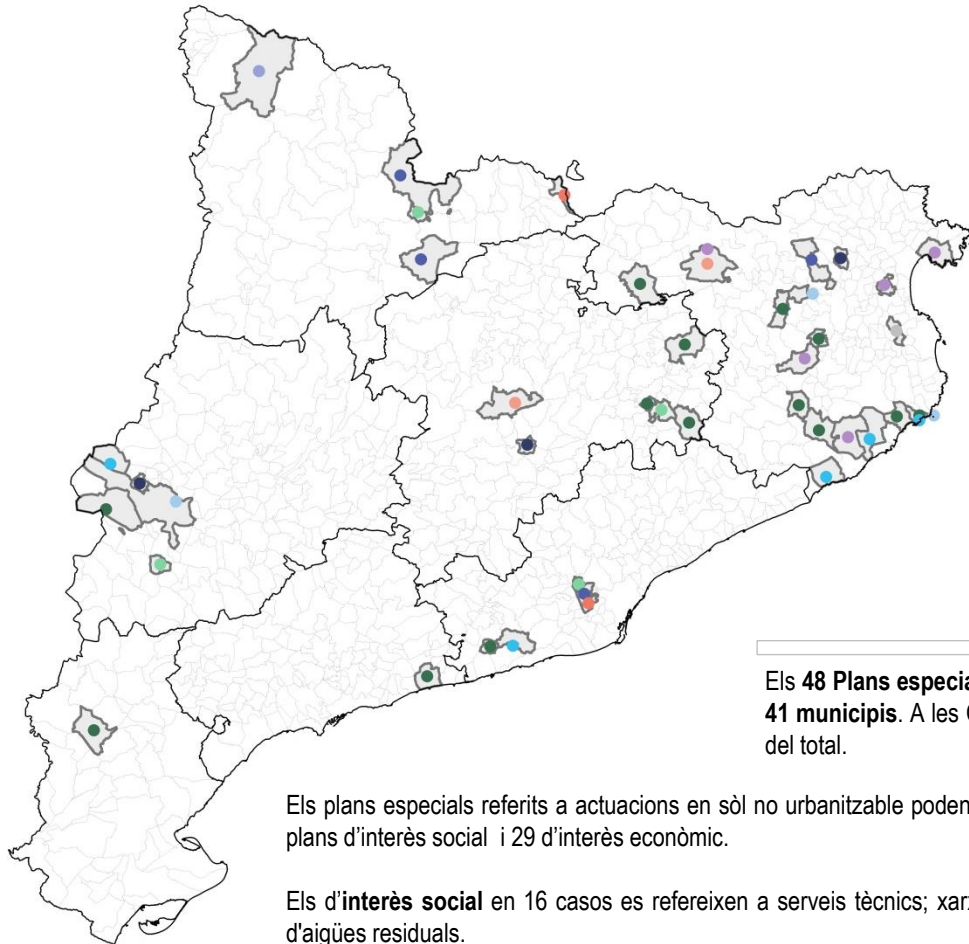 Els 48 Plans especia
41 municipis. A les
del total.
Els plans especials referits a actuacions en sòl no urbanitzable poden
plans d'interès social i 29 d'interès econòmic.
Els d'interès social en 16 casos es refereixen a serveis tècnics; xar
d'aigües residuals.